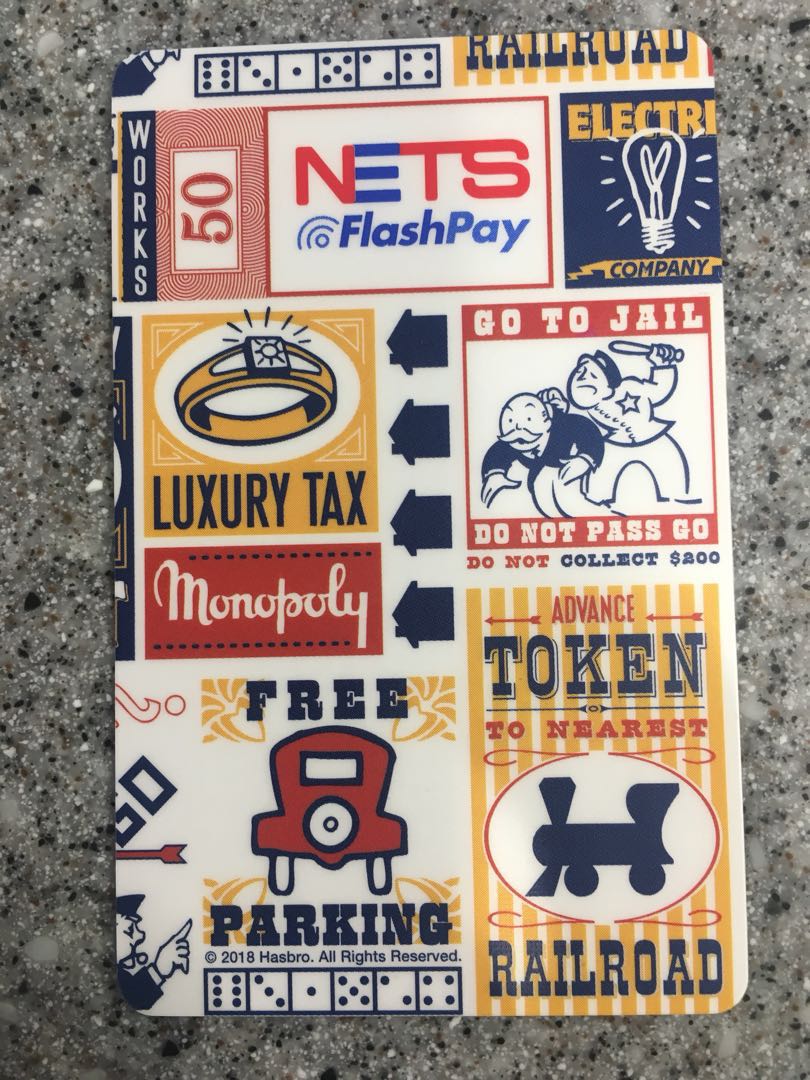 RAILROAD
WORKS
50
NETS
FlashPay
ELECTRI
COMPANY
LUXURY TAX
GO TO JAIL
DO NOT PASS GO
DO NOT COLLECT $200
Monopoly
ADVANCE
TOKEN
TO NEAREST
RAILROAD
FREE
PARKING
GO
© 2018 Hasbro. All Rights Reserved.